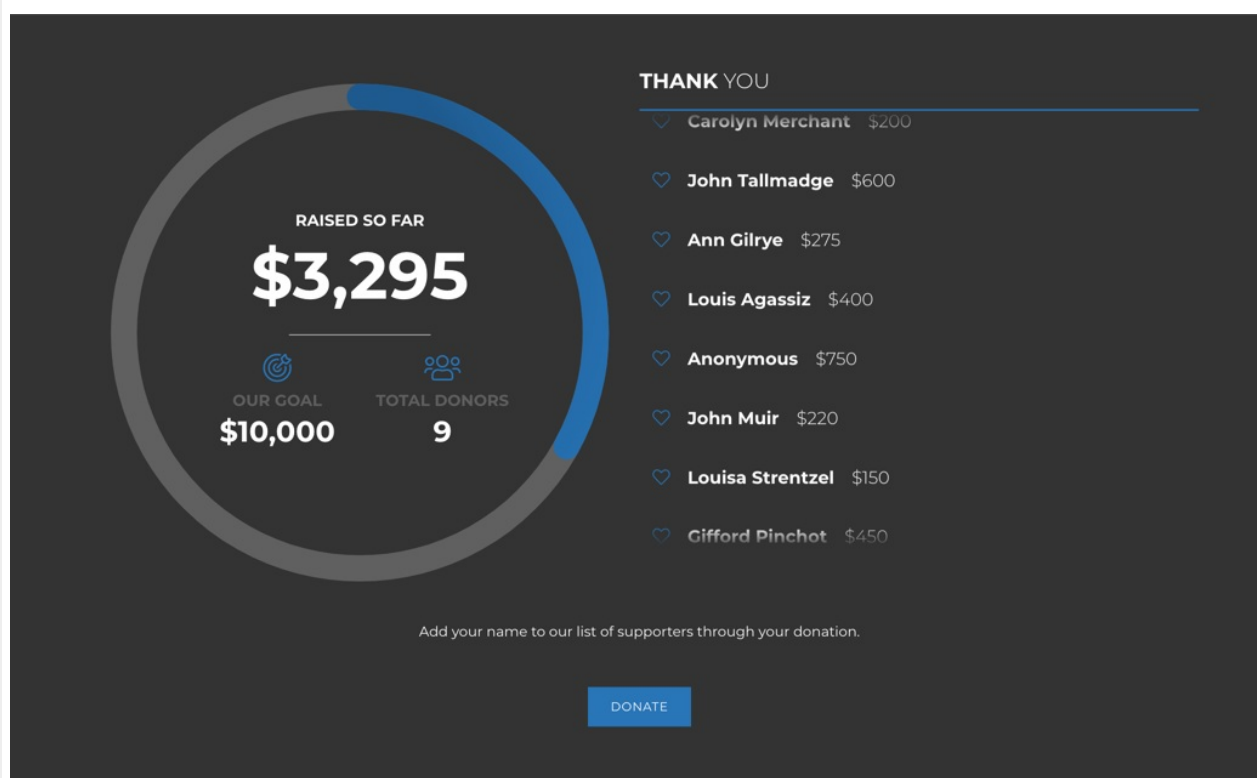 RAISED SO FAR
$3,295
OUR GOAL
$10,000
TOTAL DONORS
9
THANK YOU
Carolyn Merchant $200
John Tallmadge $600
Ann Gilrye $275
Louis Agassiz $400
Anonymous $750
John Muir $220
Louisa Strentzel $150
Gifford Pinchot $450
Add your name to our list of supporters through your donation.
DONATE